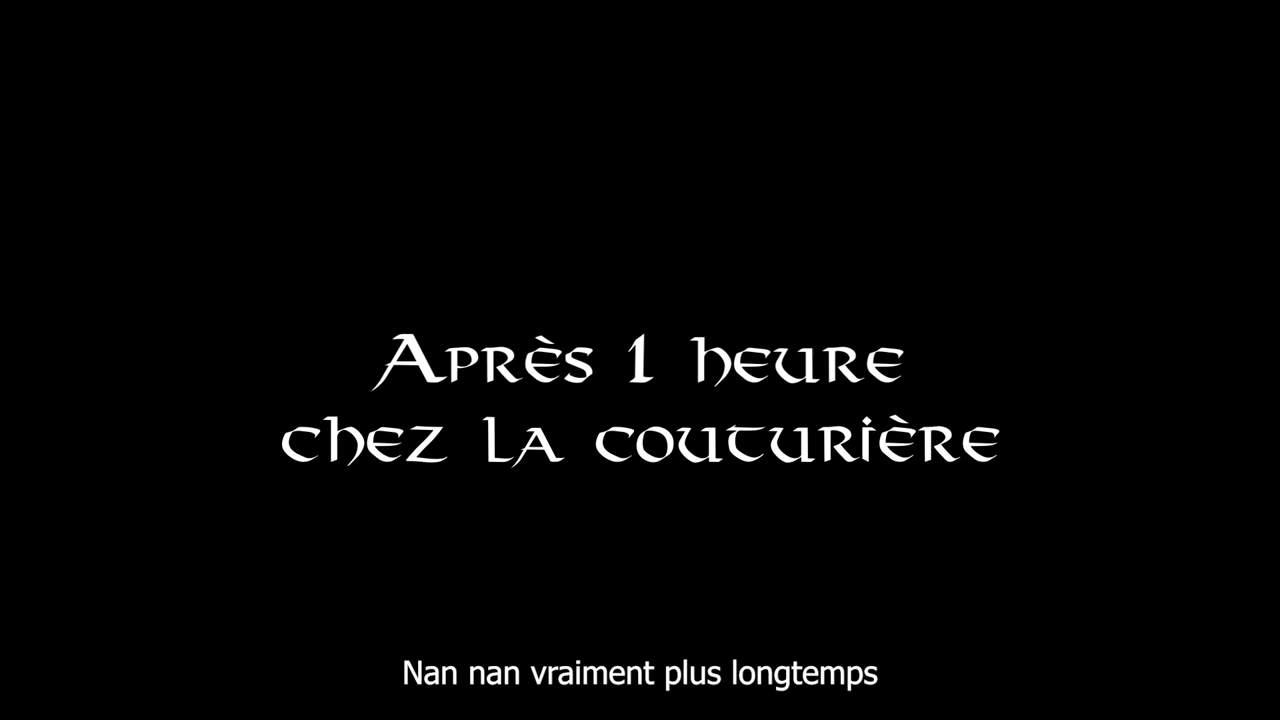 Après 1 heure
chez la couturière
Nan nan vraiment plus longtemps